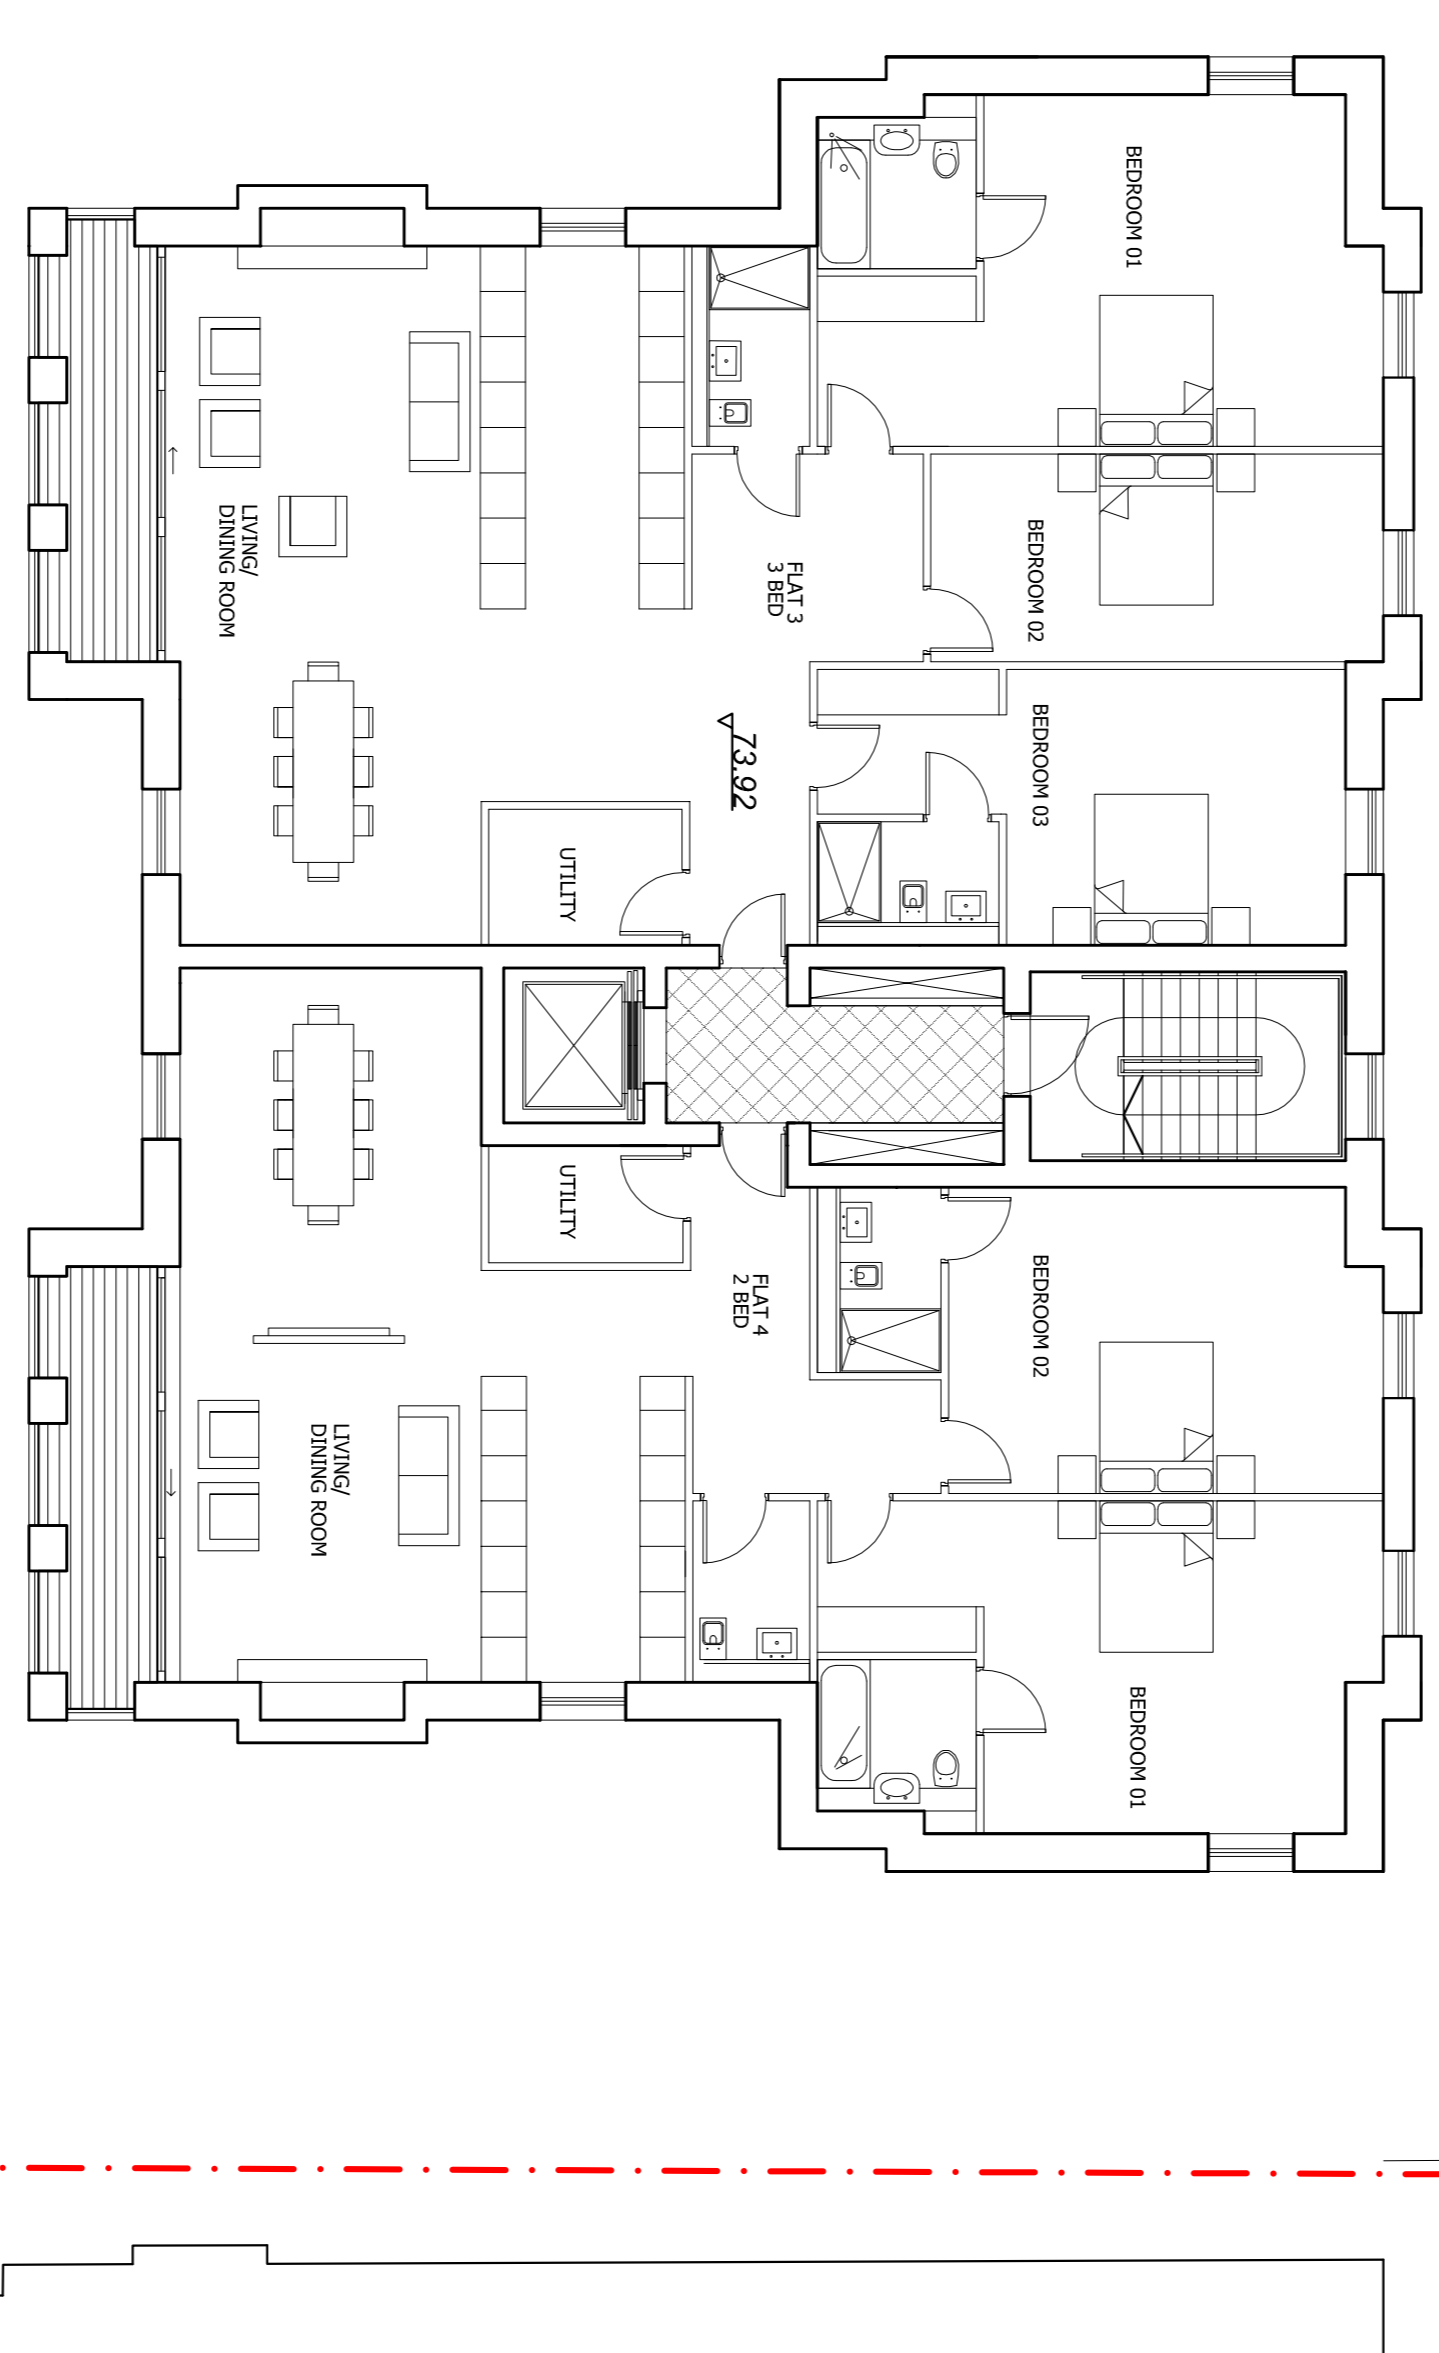 BEDROOM 01
BEDROOM 02
BEDROOM 03
FLAT 3
3 BED
73.92
LIVING/
DINING ROOM
UTILITY
UTILITY
FLAT 4
2 BED
BEDROOM 02
LIVING/
DINING ROOM
BEDROOM 01